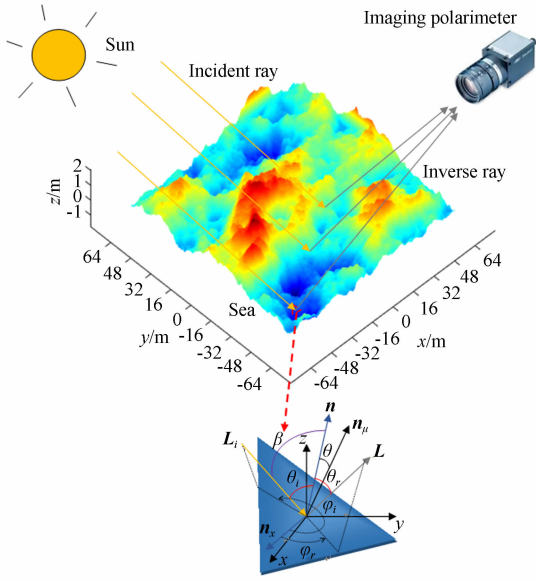 Imaging polarimeter
Sun
Incident ray
Inverse ray
z/m
2
1
0
-1
64
48
32
16
0
-16
-32
-48
-64
y/m
Sea
64
48
32
16
0
-16
-32
-48
-64
x/m
n
nμ
Li
β
z
θ
L
θi
θr
φi
nx
y
x
φr